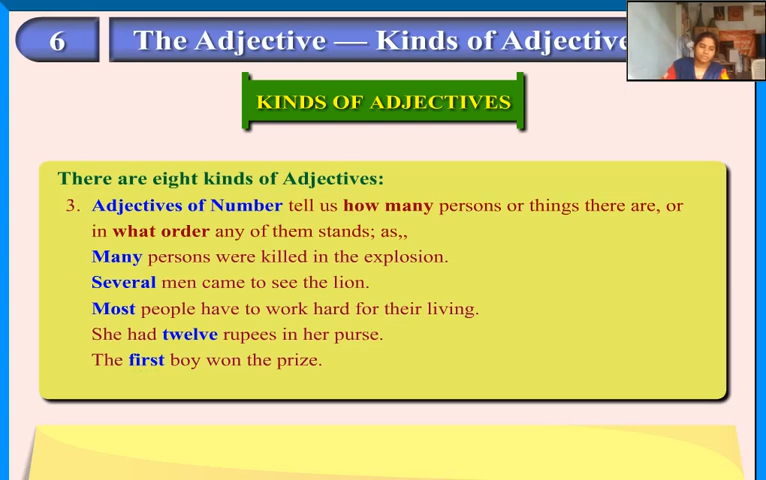 6
The Adjective — Kinds of Adjective
KINDS OF ADJECTIVES
There are eight kinds of Adjectives:
3. Adjectives of Number tell us how many persons or things there are, or
in what order any of them stands; as,,
Many persons were killed in the explosion.
Several men came to see the lion.
Most people have to work hard for their living.
She had twelve rupees in her purse.
The first boy won the prize.